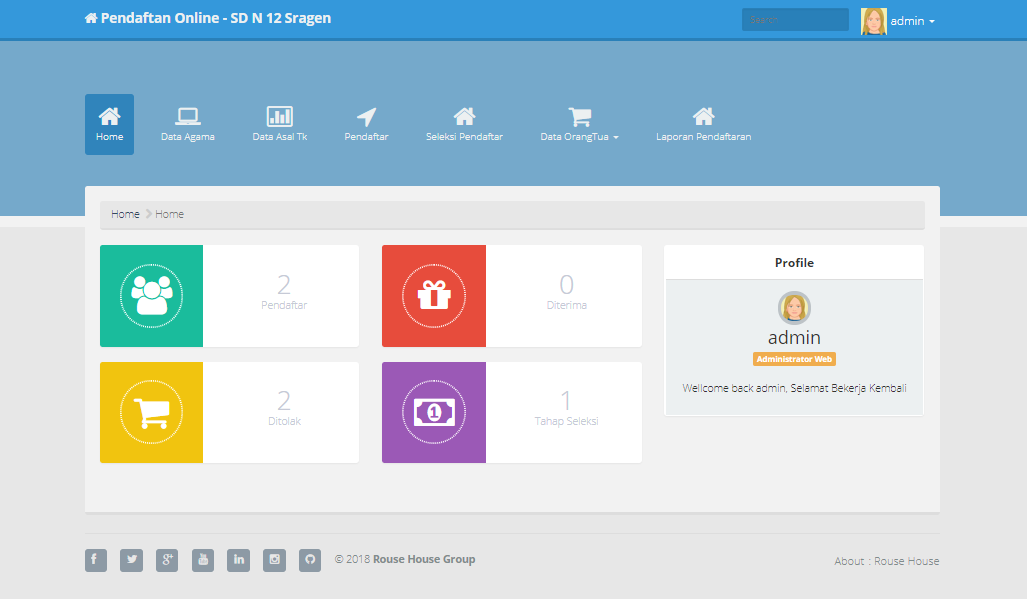 Pendaftan Online - SD N 12 Sragen
Search
admin
Home
Data Agama
Data Asal Tk
Pendaftar
Seleksi Pendaftar
Data OrangTua
Laporan Pendaftaran
Home > Home
2
Pendaftar
0
Diterima
2
Ditolak
1
1
Tahap Seleksi
Profile
admin
Administrator Web
Wellcome back admin, Selamat Bekerja Kembali
© 2018 Rouse House Group
About : Rouse House